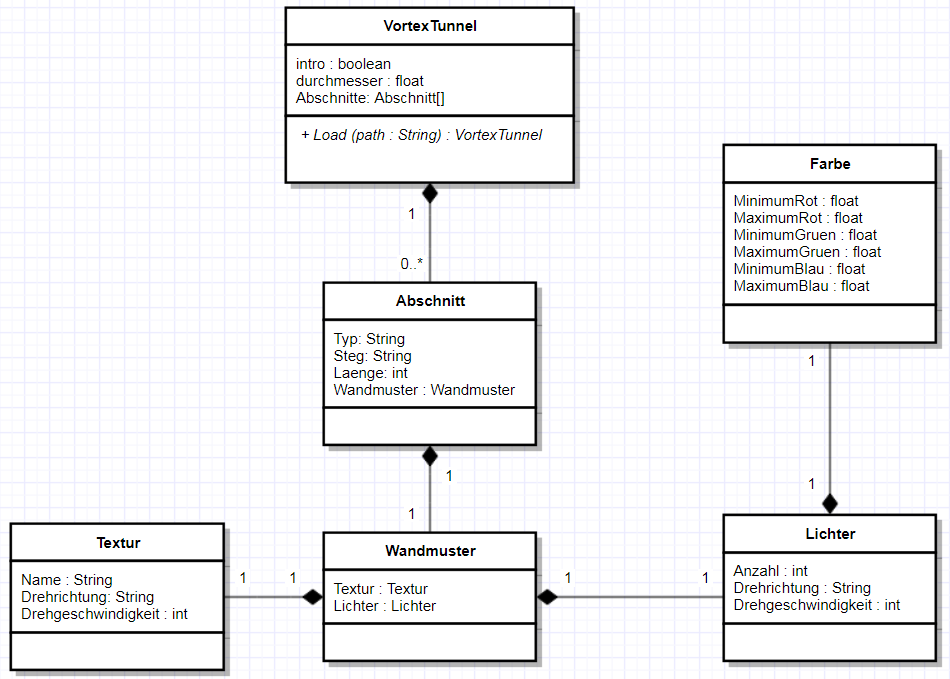 VortexTunnel
intro : boolean
durchmesser : float
Abschnitte: Abschnitt[]
+ Load (path : String) : VortexTunnel
1
0..*
Farbe
MinimumRot : float
MaximumRot : float
MinimumGruen : float
MaximumGruen : float
MinimumBlau : float
MaximumBlau : float
1
1
Abschnitt
Typ: String
Steg: String
Laenge: int
Wandmuster : Wandmuster
1
1
Textur
Name : String
Drehrichtung: String
Drehgeschwindigkeit : int
1
1
Wandmuster
Textur : Textur
Lichter : Lichter
1
1
Lichter
Anzahl : int
Drehrichtung : String
Drehgeschwindigkeit : int